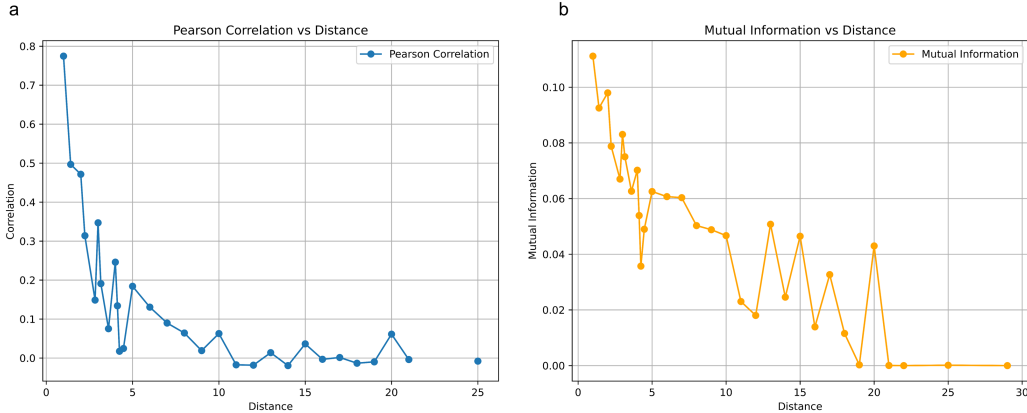 a
Pearson Correlation vs Distance
Pearson Correlation
0.8
0.7
0.6
0.5
0.4
0.3
0.2
0.1
0.0
Correlation
0
5
10
15
20
25
Distance
b
Mutual Information vs Distance
Mutual Information
0.10
0.08
0.06
0.04
0.02
0.00
Mutual Information
0
5
10
15
20
25
30
Distance